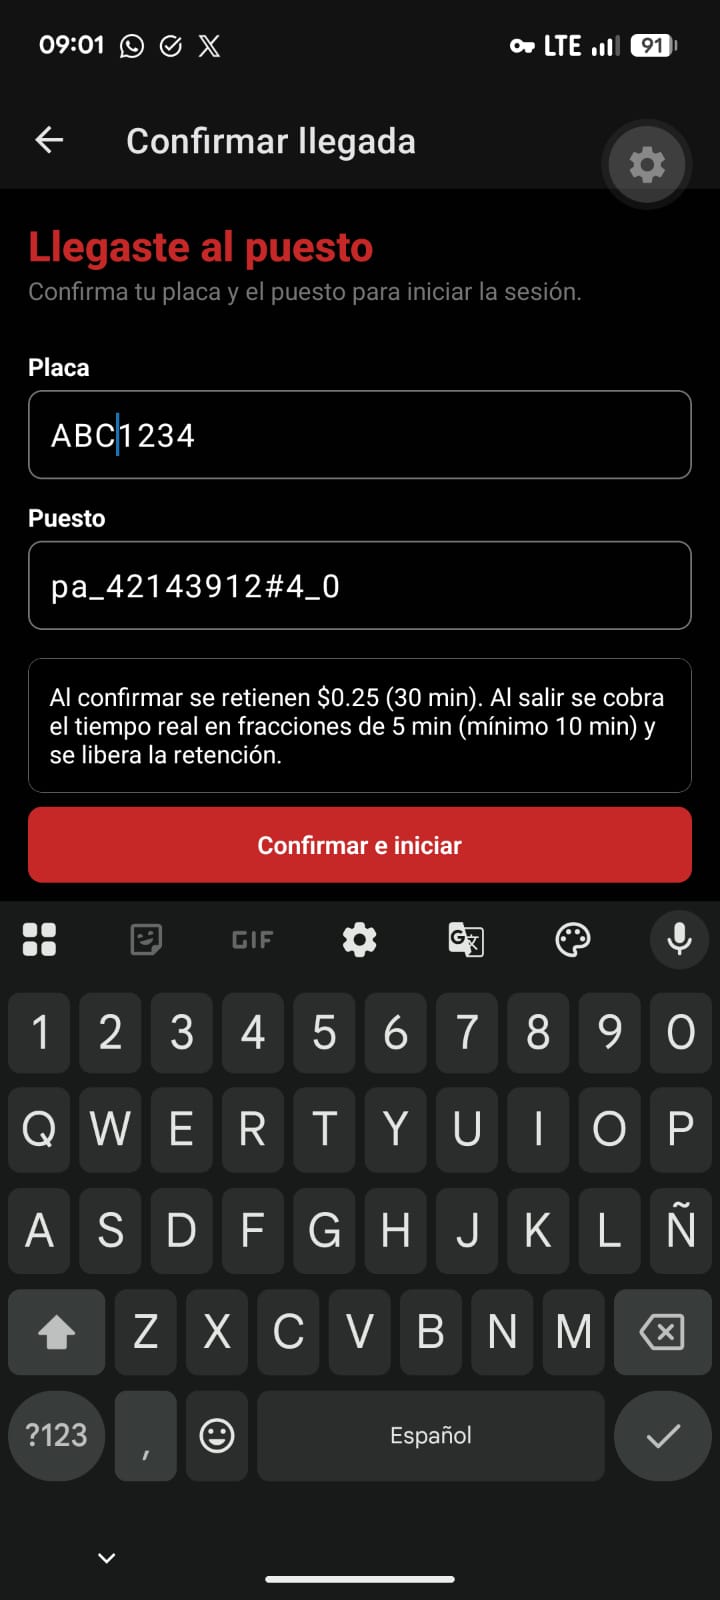 09:01
LTE
91
Confirmar llegada
Llegaste al puesto
Confirma tu placa y el puesto para iniciar la sesión.
Placa
ABC1234
Puesto
pa_42143912#4_0
Al confirmar se retienen $0.25 (30 min). Al salir se cobra
el tiempo real en fracciones de 5 min (mínimo 10 min) y
se libera la retención.
Confirmar e iniciar
GIF
1 2 3 4 5 6 7 8 9 0
Q W E R T Y U I O P
A S D F G H J K L Ñ
Z X C V B N M
?123 , Español